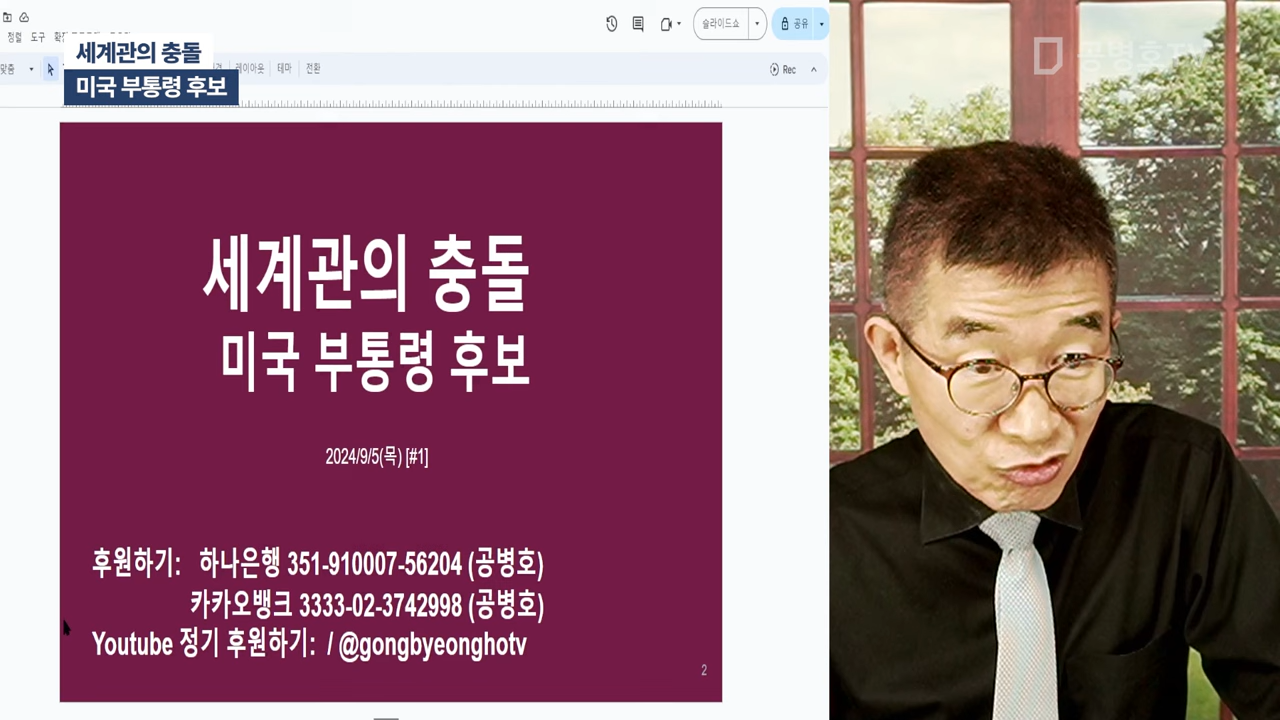 정렬 도구
세계관의 충돌
미국 부통령 후보
맞춤
레이아웃 테마 전환
슬라이드쇼
공유
Rec
세계관의 충돌
미국 부통령 후보
2024/9/5(목) [#1]
후원하기: 하나은행 351-910007-56204 (공병호)
카카오뱅크 3333-02-3742998 (공병호)
Youtube 정기 후원하기: / @gongbyeonghotv
2